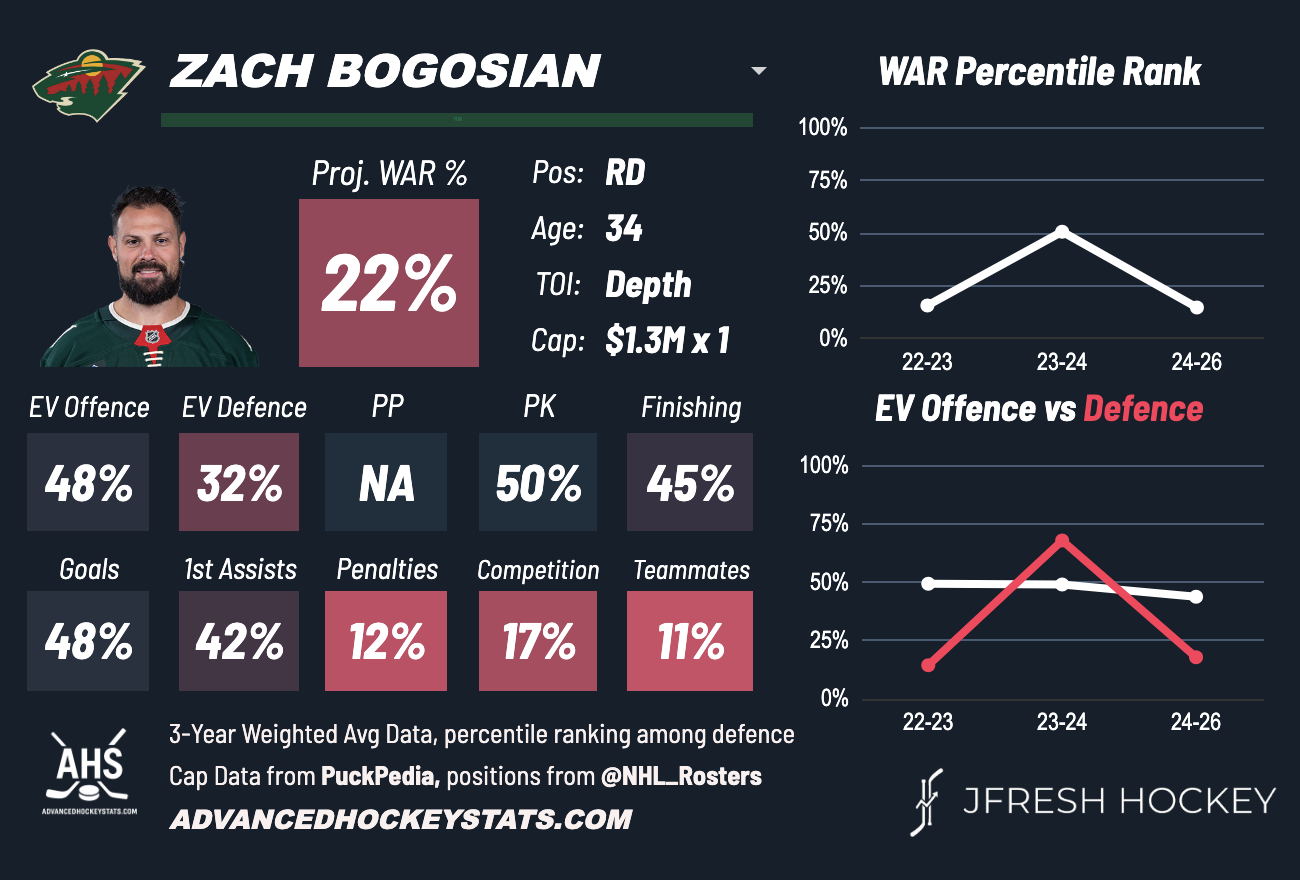 ZACH BOGOSIAN
Proj. WAR %
22%
Pos: RD
Age: 34
TOI: Depth
Cap: $1.3M x 1
EV Offence EV Defence PP PK Finishing
48% 32% NA 50% 45%
Goals 1st Assists Penalties Competition Teammates
48% 42% 12% 17% 11%
WAR Percentile Rank
100%
75%
50%
25%
0%
22-23 23-24 24-26
EV Offence vs Defence
100%
75%
50%
25%
0%
22-23 23-24 24-26
AHS
ADVANCEDHOCKEYSTATS.COM
3-Year Weighted Avg Data, percentile ranking among defence
Cap Data from PuckPedia, positions from @NHL_Rosters
ADVANCEDHOCKEYSTATS.COM
JFRESH HOCKEY